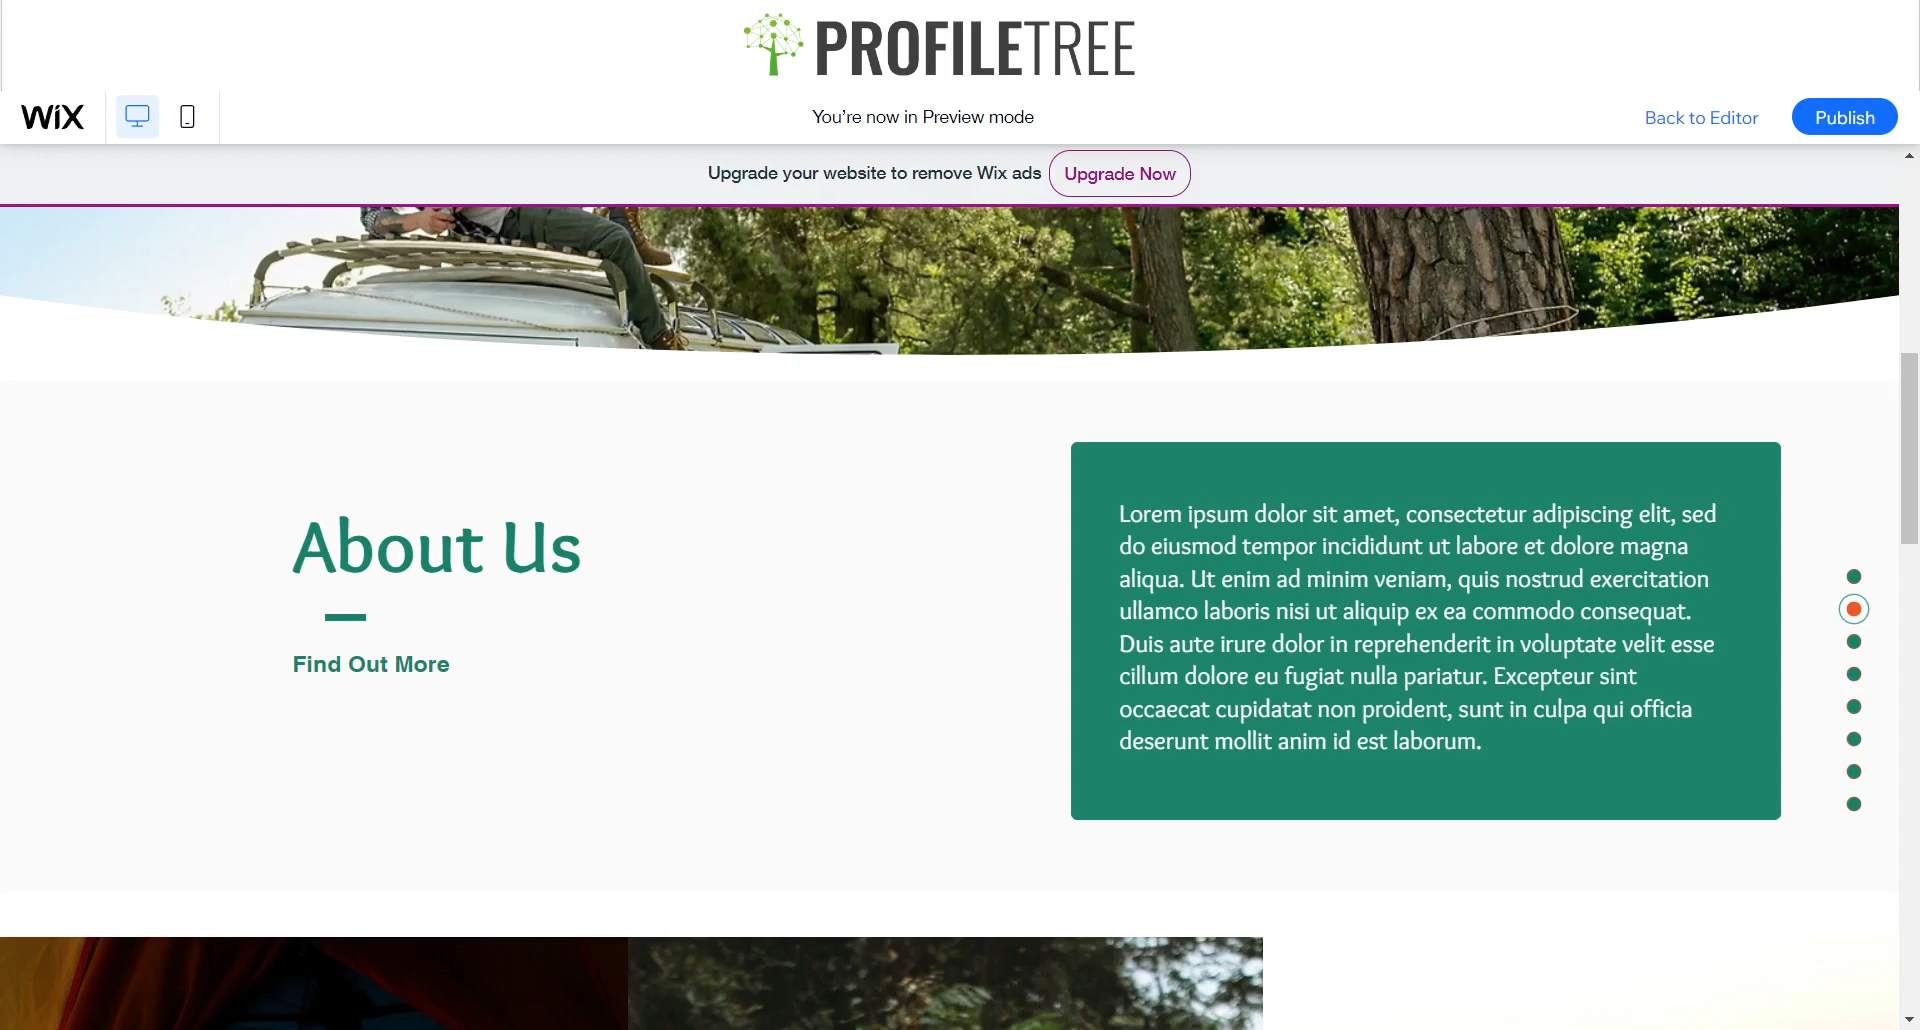 PROFILETREE
WiX
You're now in Preview mode
Back to Editor
Publish
Upgrade your website to remove Wix ads
Upgrade Now
About Us
Find Out More
Lorem ipsum dolor sit amet, consectetur adipiscing elit, sed
do eiusmod tempor incididunt ut labore et dolore magna
aliqua. Ut enim ad minim veniam, quis nostrud exercitation
ullamco laboris nisi ut aliquip ex ea commodo consequat.
Duis aute irure dolor in reprehenderit in voluptate velit esse
cillum dolore eu fugiat nulla pariatur. Excepteur sint
occaecat cupidatat non proident, sunt in culpa qui officia
deserunt mollit anim id est laborum.